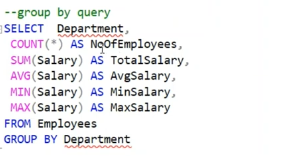 --group by query
SELECT Department,
COUNT(*) AS NoOfEmployees,
SUM(Salary) AS TotalSalary,
AVG(Salary) AS AvgSalary,
MIN(Salary) AS MinSalary,
MAX(Salary) AS MaxSalary
FROM Employees
GROUP BY Department